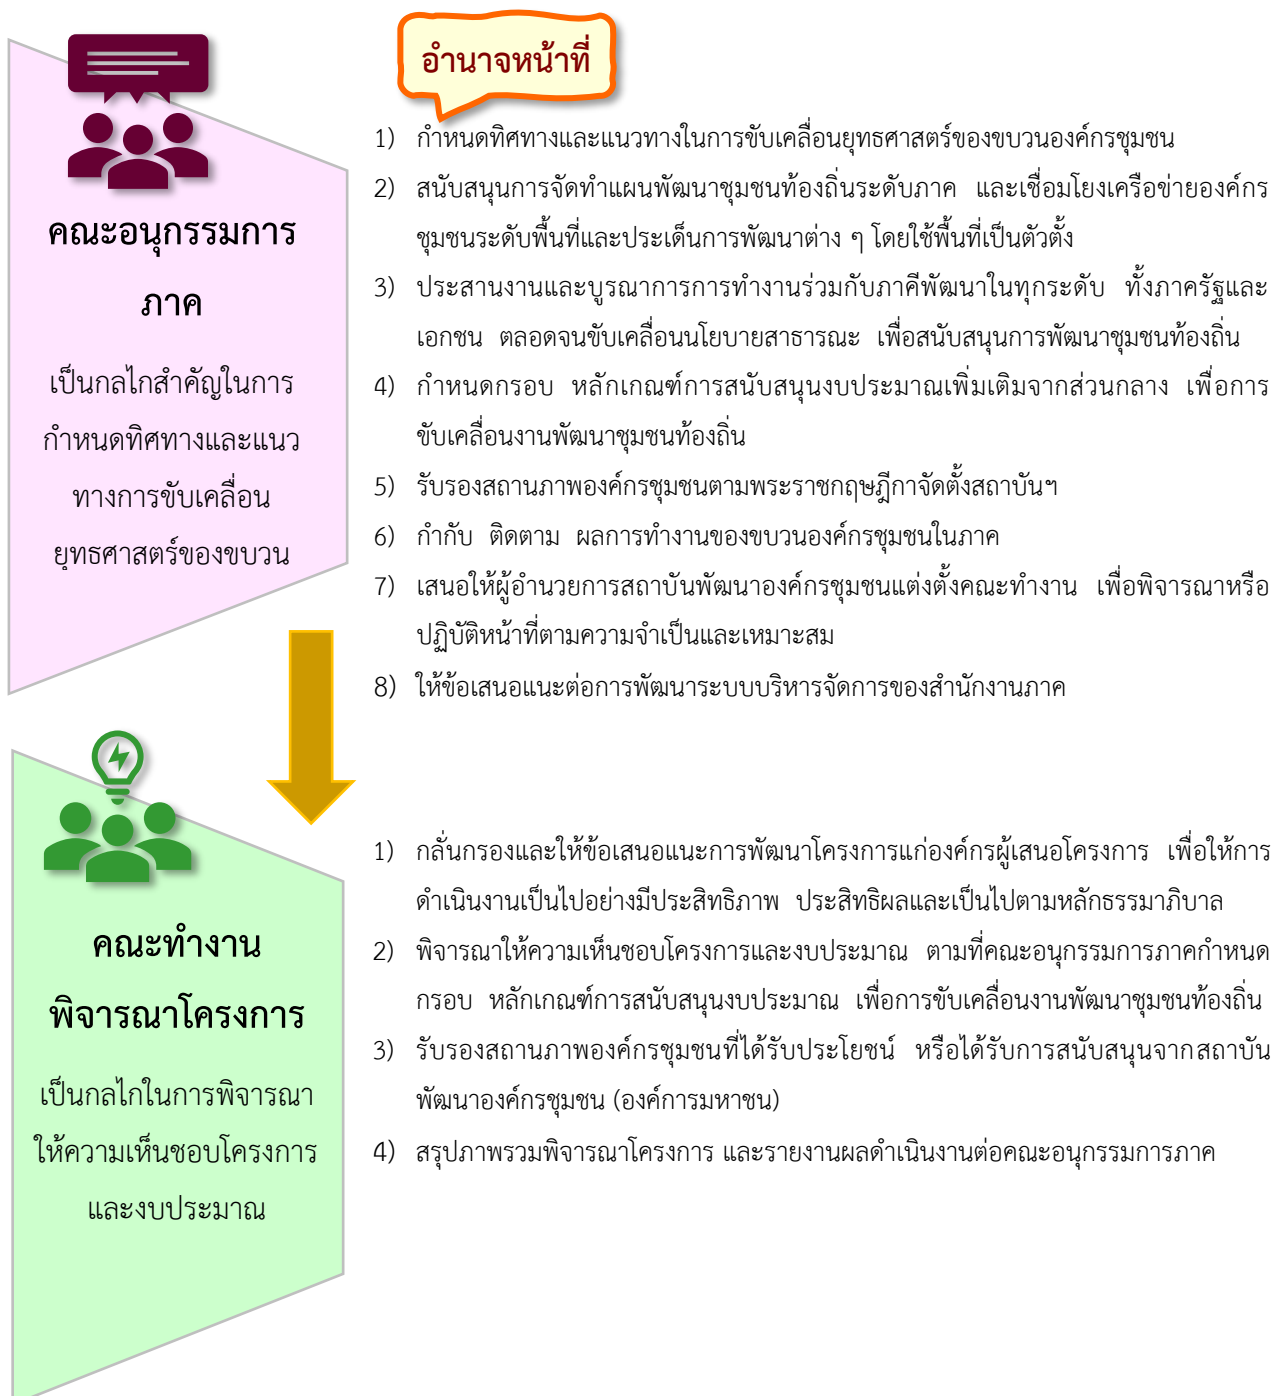 อำนาจหน้าที่
คณะอนุกรรมการ
ภาค
เป็นกลไกสำคัญในการ
กำหนดทิศทางและแนว
ทางการขับเคลื่อน
ยุทธศาสตร์ของขบวน
1) กำหนดทิศทางและแนวทางในการขับเคลื่อนยุทธศาสตร์ของขบวนองค์กรชุมชน
2) สนับสนุนการจัดทำแผนพัฒนาชุมชนท้องถิ่นระดับภาค และเชื่อมโยงเครือข่ายองค์กร
ชุมชนระดับพื้นที่และประเด็นการพัฒนาต่าง ๆ โดยใช้พื้นที่เป็นตัวตั้ง
3) ประสานงานและบูรณาการการทำงานร่วมกับภาคีพัฒนาในทุกระดับ ทั้งภาครัฐและ
เอกชน ตลอดจนขับเคลื่อนนโยบายสาธารณะ เพื่อสนับสนุนการพัฒนาชุมชนท้องถิ่น
4) กำหนดกรอบ หลักเกณฑ์การสนับสนุนงบประมาณเพิ่มเติมจากส่วนกลาง เพื่อการ
ขับเคลื่อนงานพัฒนาชุมชนท้องถิ่น
5) รับรองสถานภาพองค์กรชุมชนตามพระราชกฤษฎีกาจัดตั้งสถาบันฯ
6) กำกับ ติดตาม ผลการทำงานของขบวนองค์กรชุมชนในภาค
7) เสนอให้ผู้อำนวยการสถาบันพัฒนาองค์กรชุมชนแต่งตั้งคณะทำงาน เพื่อพิจารณาหรือ
ปฏิบัติหน้าที่ตามความจำเป็นและเหมาะสม
8) ให้ข้อเสนอแนะต่อการพัฒนาระบบบริหารจัดการของสำนักงานภาค
คณะทำงาน
พิจารณาโครงการ
เป็นกลไกในการพิจารณา
ให้ความเห็นชอบโครงการ
และงบประมาณ
1) กลั่นกรองและให้ข้อเสนอแนะการพัฒนาโครงการแก่องค์กรผู้เสนอโครงการ เพื่อให้การ
ดำเนินงานเป็นไปอย่างมีประสิทธิภาพ ประสิทธิผลและเป็นไปตามหลักธรรมาภิบาล
2) พิจารณาให้ความเห็นชอบโครงการและงบประมาณ ตามที่คณะอนุกรรมการภาคกำหนด
กรอบ หลักเกณฑ์การสนับสนุนงบประมาณ เพื่อการขับเคลื่อนงานพัฒนาชุมชนท้องถิ่น
3) รับรองสถานภาพองค์กรชุมชนที่ได้รับประโยชน์ หรือได้รับการสนับสนุนจากสถาบัน
พัฒนาองค์กรชุมชน (องค์การมหาชน)
4) สรุปภาพรวมพิจารณาโครงการ และรายงานผลดำเนินงานต่อคณะอนุกรรมการภาค